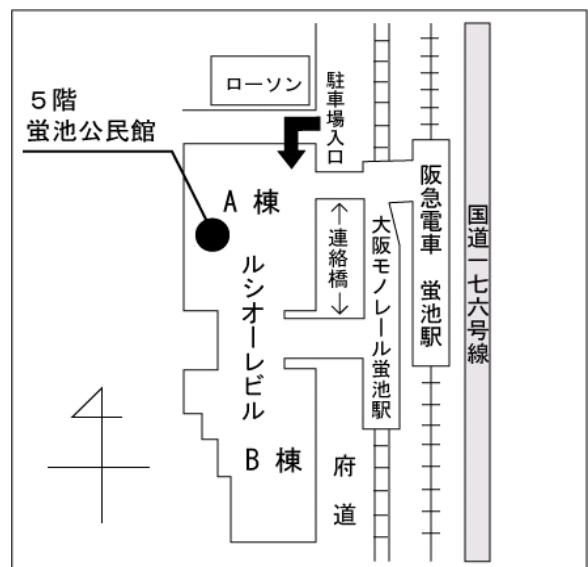 ローソン
駐車場入口
5階
蛍池公民館
A 棟
←連絡橋→
ルシオーレビル
B 棟
府道
大阪モノレール蛍池駅
阪急電車 蛍池駅
国道一七六号線